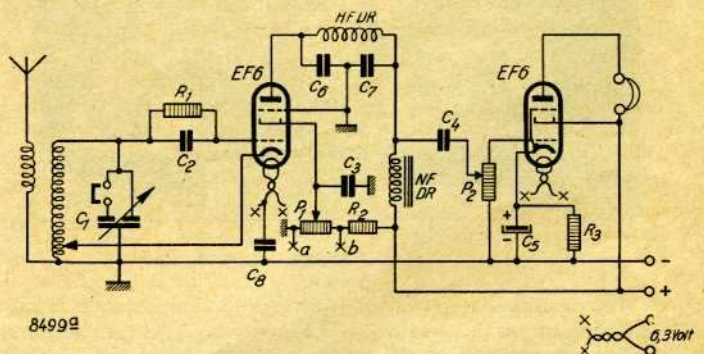 HF DR
EF6
C6
C7
R1
C2
C1
C3
P1
R2
a
b
C8
C4
NF
DR
EF6
P2
+
-
C5
R3
-
+
8499a
6,3 Volt
x x
x x
x x
x
x